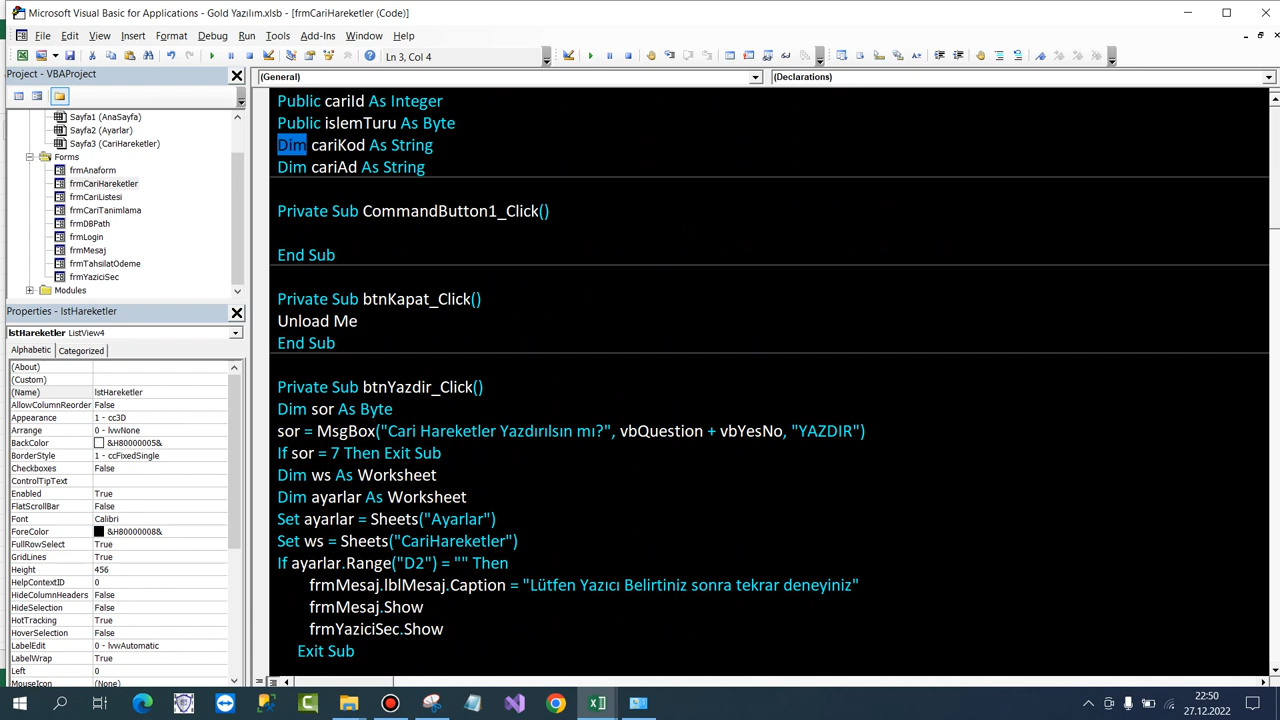 Microsoft Visual Basic for Applications - Gold Yazılım.xlsb - [frmCariHareketler (Code)]
File Edit View Insert Format Debug Run Tools Add-Ins Window Help
Ln 3, Col 4
Project - VBAProject
Sayfa1 (AnaSayfa)
Sayfa2 (Ayarlar)
Sayfa3 (CariHareketler)
Forms
frmAnaform
frmCariHareketler
frmCariListesi
frmCariTanimlama
frmDBPath
frmLogin
frmMesaj
frmTahsilatOdeme
frmYaziciSec
Modules
Properties - lstHareketler
lstHareketler ListView4
Alphabetic Categorized
(About)
(Custom)
(Name) lstHareketler
AllowColumnReorder False
Appearance 1 - cc3D
Arrange 0 - lvwNone
BackColor &H80000005&
BorderStyle 1 - ccFixedSingle
Checkboxes False
ControlTipText
Enabled True
FlatScrollBar False
Font Calibri
ForeColor &H80000008&
FullRowSelect True
GridLines True
Height 456
HelpContextID 0
HideColumnHeaders False
HideSelection False
HotTracking True
HoverSelection False
LabelEdit 0 - lvwAutomatic
LabelWrap True
Left 0
MouseIcon (None)
(General) (Declarations)
Public cariId As Integer
Public islemTuru As Byte
Dim cariKod As String
Dim cariAd As String
Private Sub CommandButton1_Click()
End Sub
Private Sub btnKapat_Click()
Unload Me
End Sub
Private Sub btnYazdir_Click()
Dim sor As Byte
sor = MsgBox("Cari Hareketler Yazdırılsın mı?", vbQuestion + vbYesNo, "YAZDIR")
If sor = 7 Then Exit Sub
Dim ws As Worksheet
Dim ayarlar As Worksheet
Set ayarlar = Sheets("Ayarlar")
Set ws = Sheets("CariHareketler")
If ayarlar.Range("D2") = "" Then
frmMesaj.lblMesaj.Caption = "Lütfen Yazıcı Belirtiniz sonra tekrar deneyiniz"
frmMesaj.Show
frmYaziciSec.Show
Exit Sub
22:50
27.12.2022